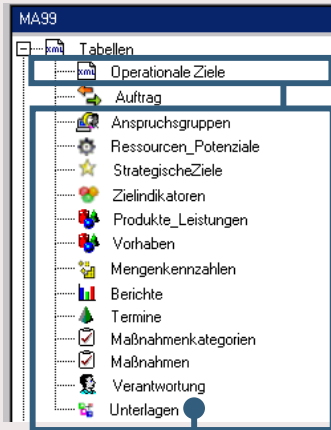 MA99
Tabellen
Operationale Ziele
Auftrag
Anspruchsgruppen
Ressourcen_Potenziale
StrategischeZiele
Zielindikatoren
Produkte_Leistungen
Vorhaben
Mengenkennzahlen
Berichte
Termine
Maßnahmenkategorien
Maßnahmen
Verantwortung
Unterlagen